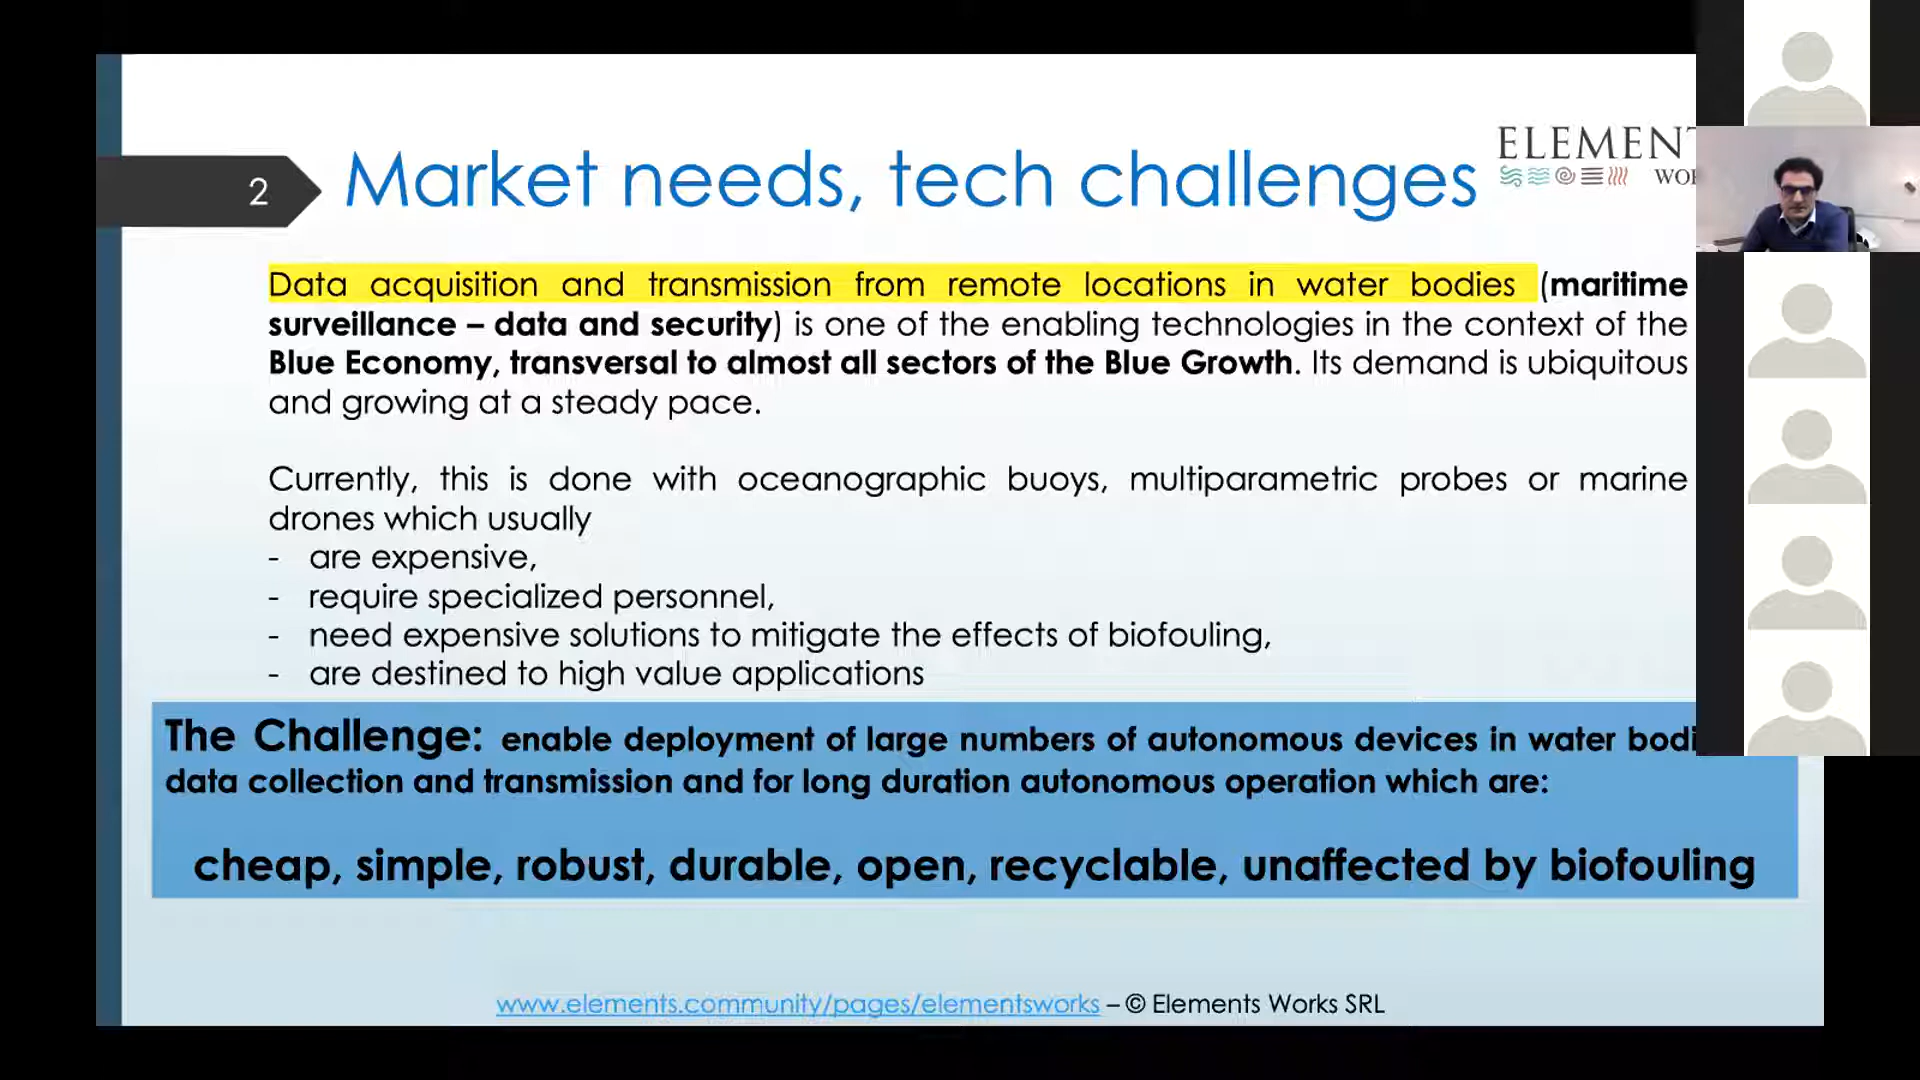 2
Market needs, tech challenges
ELEMENT
Data acquisition and transmission from remote locations in water bodies (maritime
surveillance – data and security) is one of the enabling technologies in the context of the
Blue Economy, transversal to almost all sectors of the Blue Growth. Its demand is ubiquitous
and growing at a steady pace.
Currently, this is done with oceanographic buoys, multiparametric probes or marine
drones which usually
- are expensive,
- require specialized personnel,
- need expensive solutions to mitigate the effects of biofouling,
- are destined to high value applications
The Challenge: enable deployment of large numbers of autonomous devices in water bodi
data collection and transmission and for long duration autonomous operation which are:
cheap, simple, robust, durable, open, recyclable, unaffected by biofouling
www.elements.community/pages/elementsworks – © Elements Works SRL